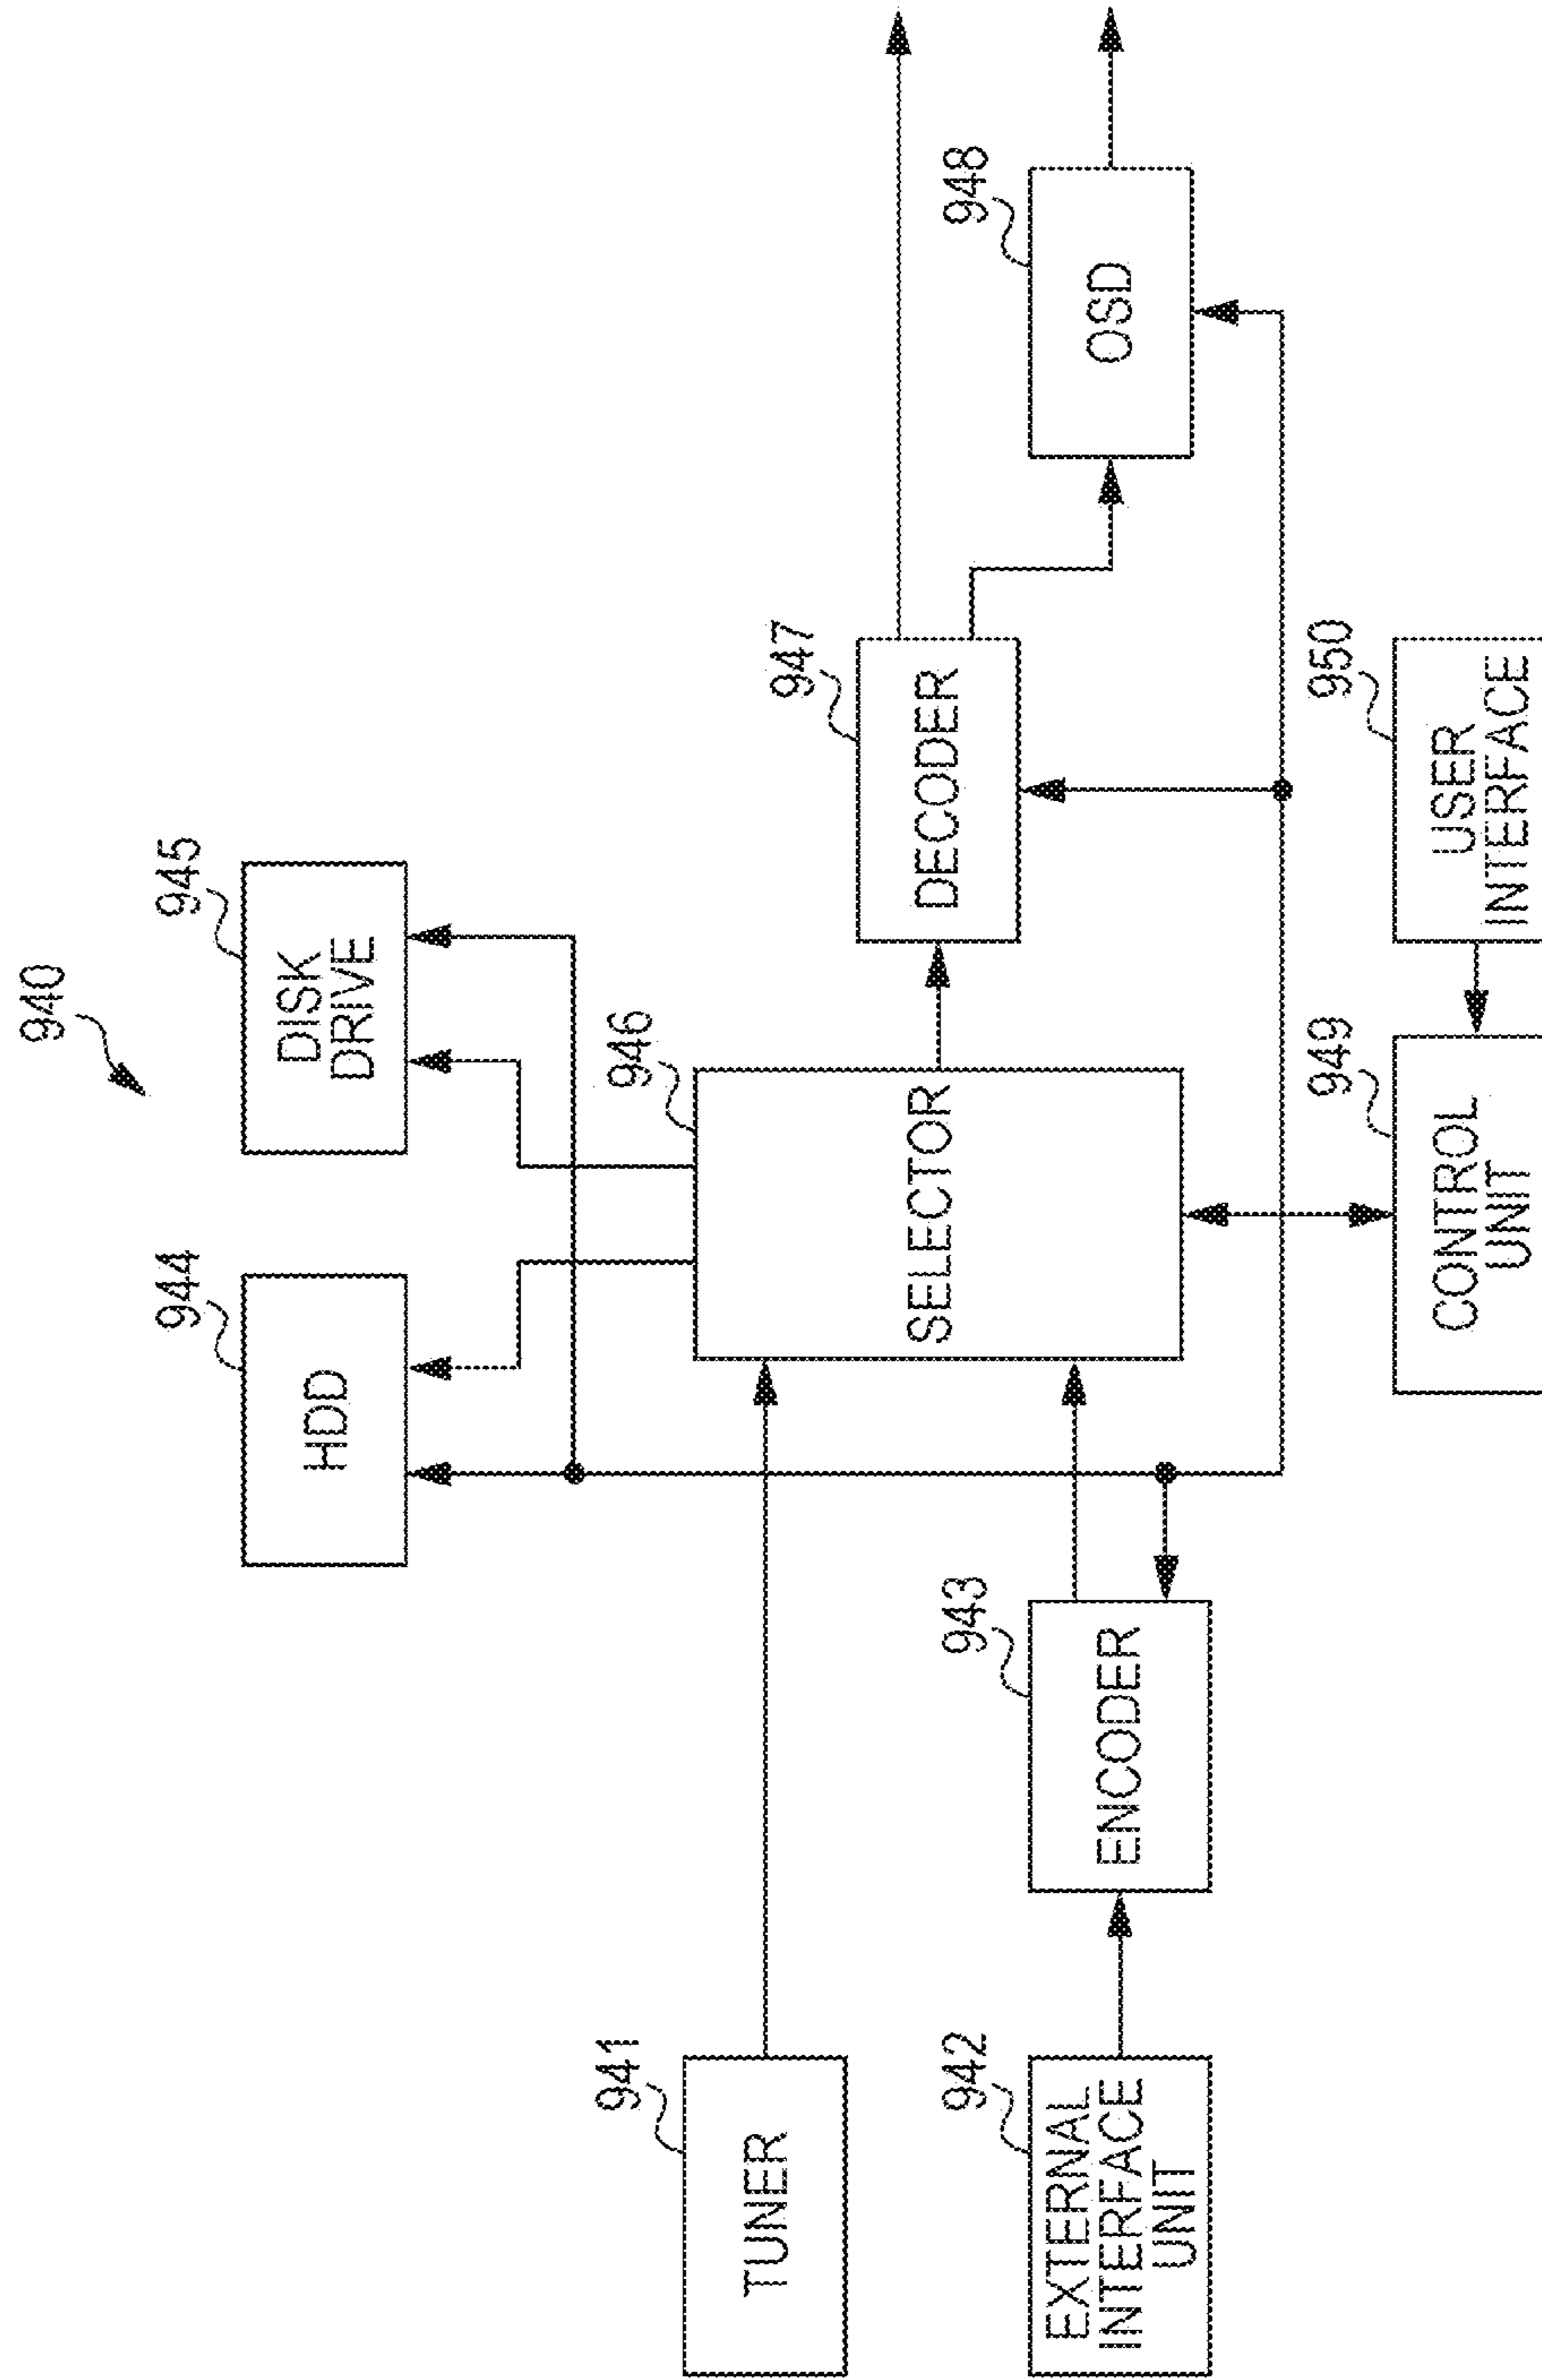 940
944
HDD
945
DISK
DRIVE
941
TUNER
946
SELECTOR
947
DECODER
942
EXTERNAL
INTERFACE
UNIT
943
ENCODER
948
OSD
949
CONTROL
UNIT
950
USER
INTERFACE